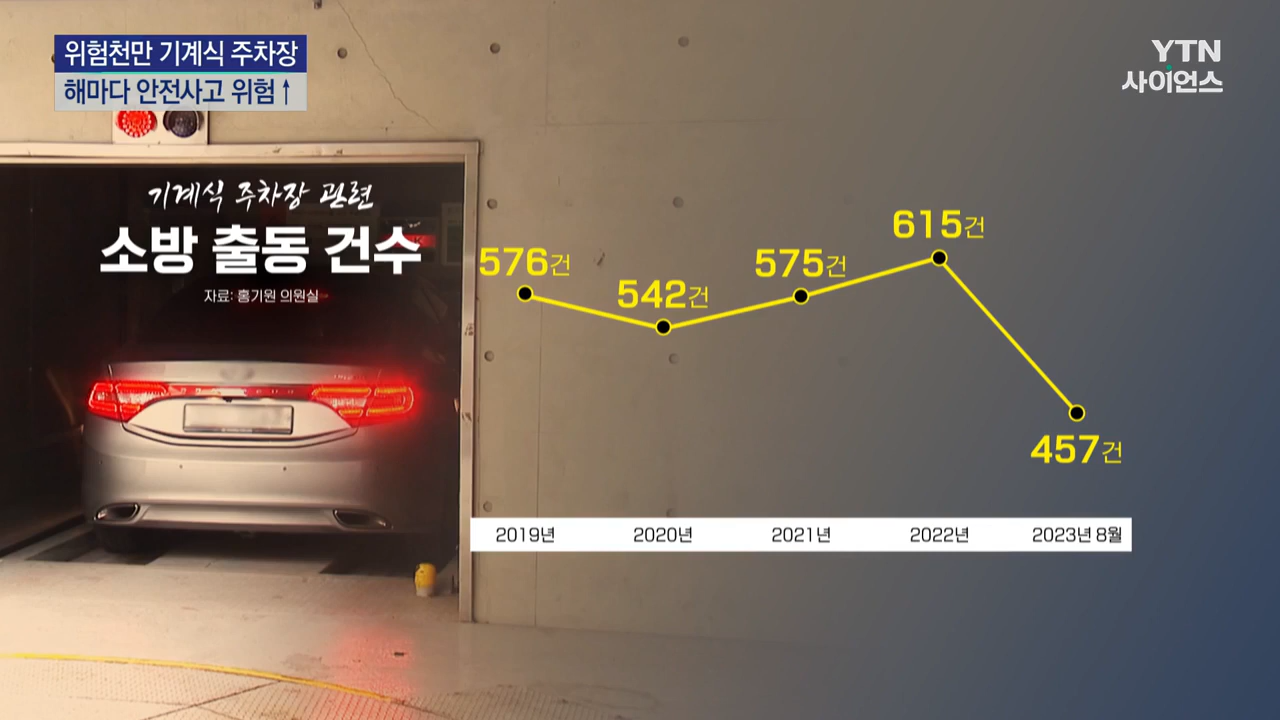 위험천만 기계식 주차장
해마다 안전사고 위험↑
YTN
사이언스
기계식 주차장 관련
소방 출동 건수
자료: 홍기원 의원실
576건
542건
575건
615건
457건
2019년
2020년
2021년
2022년
2023년 8월